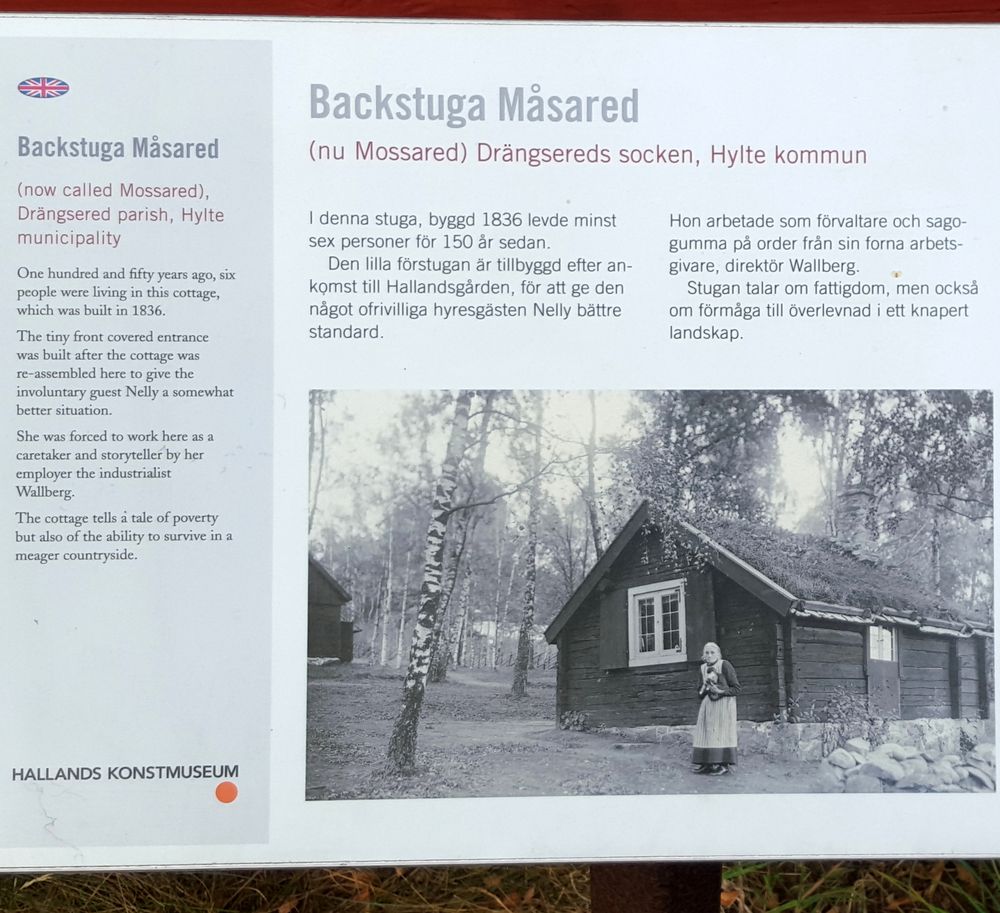 Backstuga Måsared
(now called Mossared),
Drängsered parish, Hylte
municipality
One hundred and fifty years ago, six
people were living in this cottage,
which was built in 1836.
The tiny front covered entrance
was built after the cottage was
re-assembled here to give the
involuntary guest Nelly a somewhat
better situation.
She was forced to work here as a
caretaker and storyteller by her
employer the industrialist
Wallberg.
The cottage tells a tale of poverty
but also of the ability to survive in a
meager countryside.
HALLANDS KONSTMUSEUM
Backstuga Måsared
(nu Mossared) Drängsereds socken, Hylte kommun
I denna stuga, byggd 1836 levde minst
sex personer för 150 år sedan.
Den lilla förstugan är tillbyggd efter an-
komst till Hallandsgården, för att ge den
något ofrivilliga hyresgästen Nelly bättre
standard.
Hon arbetade som förvaltare och sago-
gumma på order från sin forna arbets-
givare, direktör Wallberg.
Stugan talar om fattigdom, men också
om förmåga till överlevnad i ett knapert
landskap.